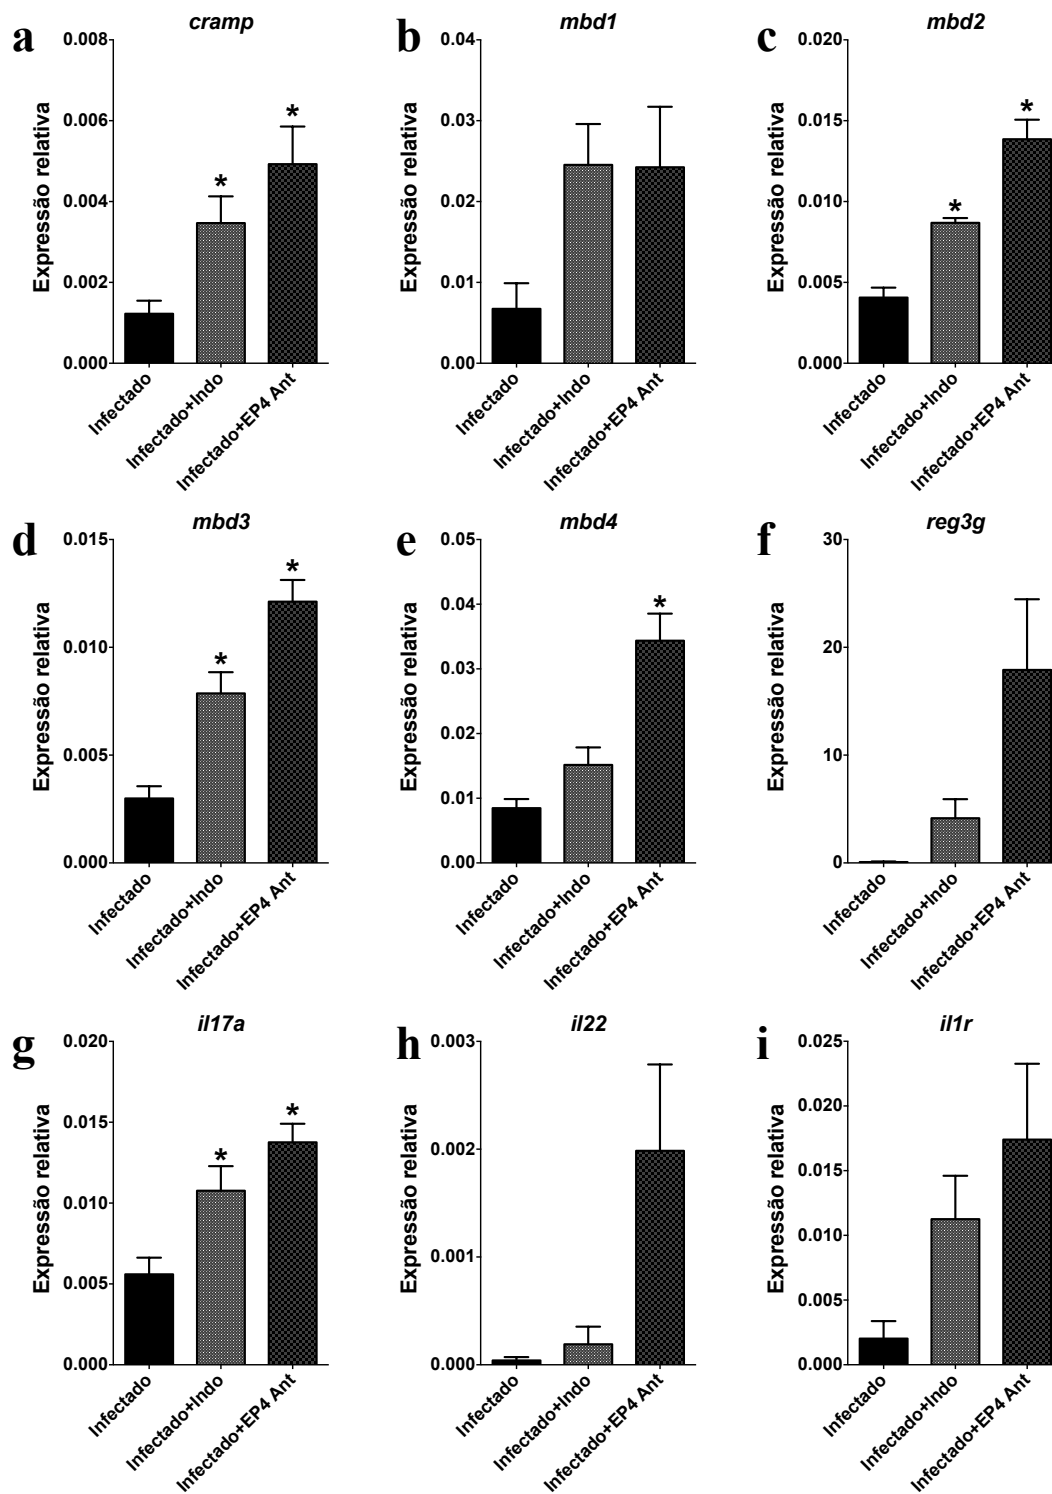 a
cramp
Expressão relativa
0.008
0.006
0.004
0.002
0.000
*
*
Infectado
Infectado+Indo
Infectado+EP4 Ant
b
mbd1
Expressão relativa
0.04
0.03
0.02
0.01
0.00
Infectado
Infectado+Indo
Infectado+EP4 Ant
c
mbd2
Expressão relativa
0.020
0.015
0.010
0.005
0.000
*
*
Infectado
Infectado+Indo
Infectado+EP4 Ant
d
mbd3
Expressão relativa
0.015
0.010
0.005
0.000
*
*
Infectado
Infectado+Indo
Infectado+EP4 Ant
e
mbd4
Expressão relativa
0.05
0.04
0.03
0.02
0.01
0.00
*
Infectado
Infectado+Indo
Infectado+EP4 Ant
f
reg3g
Expressão relativa
30
20
10
0
Infectado
Infectado+Indo
Infectado+EP4 Ant
g
il17a
Expressão relativa
0.020
0.015
0.010
0.005
0.000
*
*
Infectado
Infectado+Indo
Infectado+EP4 Ant
h
il22
Expressão relativa
0.003
0.002
0.001
0.000
Infectado
Infectado+Indo
Infectado+EP4 Ant
i
il1r
Expressão relativa
0.025
0.020
0.015
0.010
0.005
0.000
Infectado
Infectado+Indo
Infectado+EP4 Ant